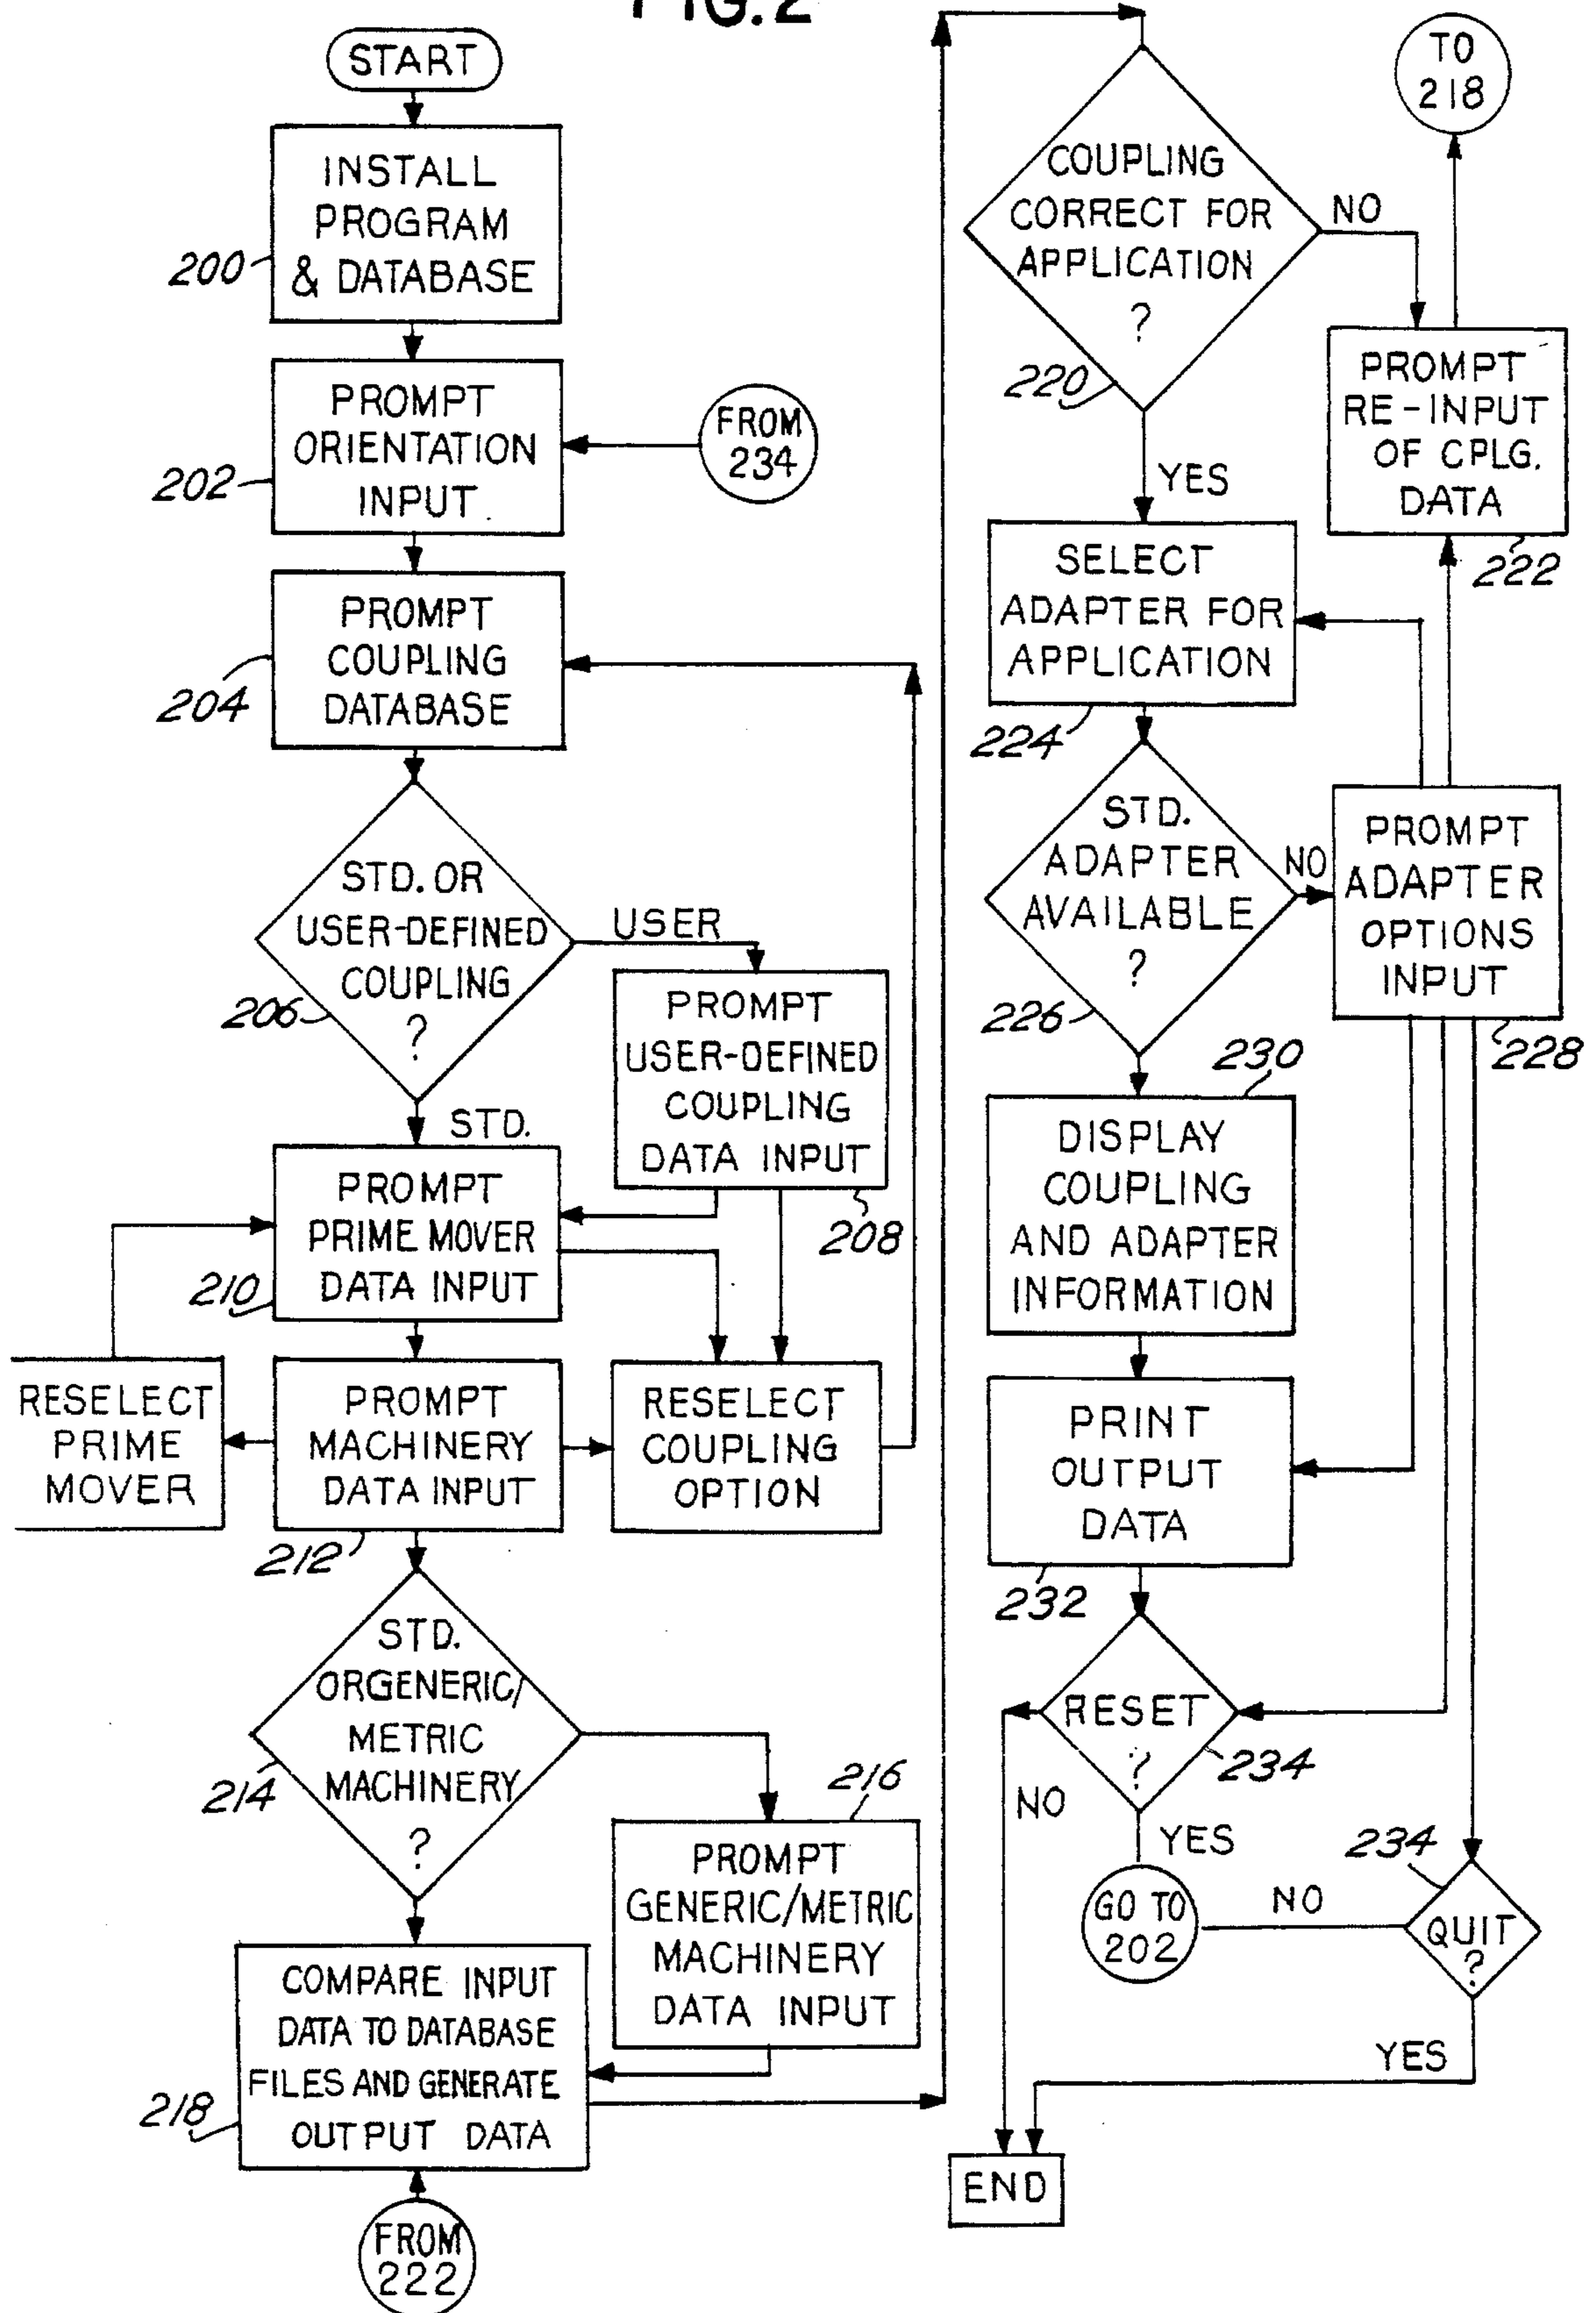 FIG. 2
START
INSTALL
PROGRAM
& DATABASE
200
PROMPT
ORIENTATION
INPUT
202
FROM
234
PROMPT
COUPLING
DATABASE
204
STD. OR
USER-DEFINED
COUPLING
?
206
USER
STD.
PROMPT
USER-DEFINED
COUPLING
DATA INPUT
208
PROMPT
PRIME MOVER
DATA INPUT
210
RESELECT
PRIME
MOVER
PROMPT
MACHINERY
DATA INPUT
212
RESELECT
COUPLING
OPTION
STD.
ORGENERIC/
METRIC
MACHINERY
?
214
216
PROMPT
GENERIC/METRIC
MACHINERY
DATA INPUT
COMPARE INPUT
DATA TO DATABASE
FILES AND GENERATE
OUTPUT DATA
218
FROM
222
COUPLING
CORRECT FOR
APPLICATION
?
220
NO
YES
TO
218
PROMPT
RE-INPUT
OF CPLG.
DATA
222
SELECT
ADAPTER FOR
APPLICATION
224
STD.
ADAPTER
AVAILABLE
?
226
NO
PROMPT
ADAPTER
OPTIONS
INPUT
228
230
DISPLAY
COUPLING
AND ADAPTER
INFORMATION
PRINT
OUTPUT
DATA
232
RESET
?
234
NO
YES
GO TO
202
NO
234
QUIT
?
YES
END